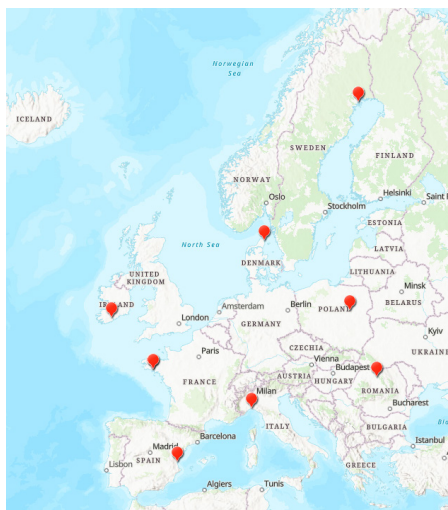 Norwegian
Sea
ICELAND
SWEDEN
FINLAND
NORWAY
Oslo
Helsinki
Saint
Stockholm
ESTONIA
North Sea
LATVIA
DENMARK
LITHUANIA
UNITED
KINGDOM
Minsk
IRELAND
Amsterdam
Berlin
POLAND
BELARUS
London
GERMANY
Kyiv
Paris
CZECHIA
UKRAINE
Vienna
Budapest
FRANCE
AUSTRIA
HUNGARY
Milan
ROMANIA
Bucharest
ITALY
BULGARIA
Barcelona
Madrid
Istanbul
Lisbon
SPAIN
GREECE
Algiers
Tunis